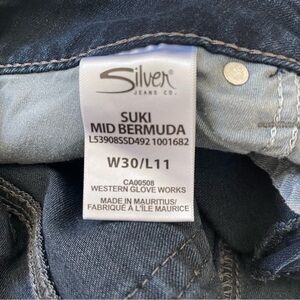 Silver
JEANS CO.
SUKI
MID BERMUDA
L53908SSD492 1001682
W30/L11
CA00508
WESTERN GLOVE WORKS
MADE IN MAURITIUS/
FABRIQUÉ À L'ÎLE MAURICE